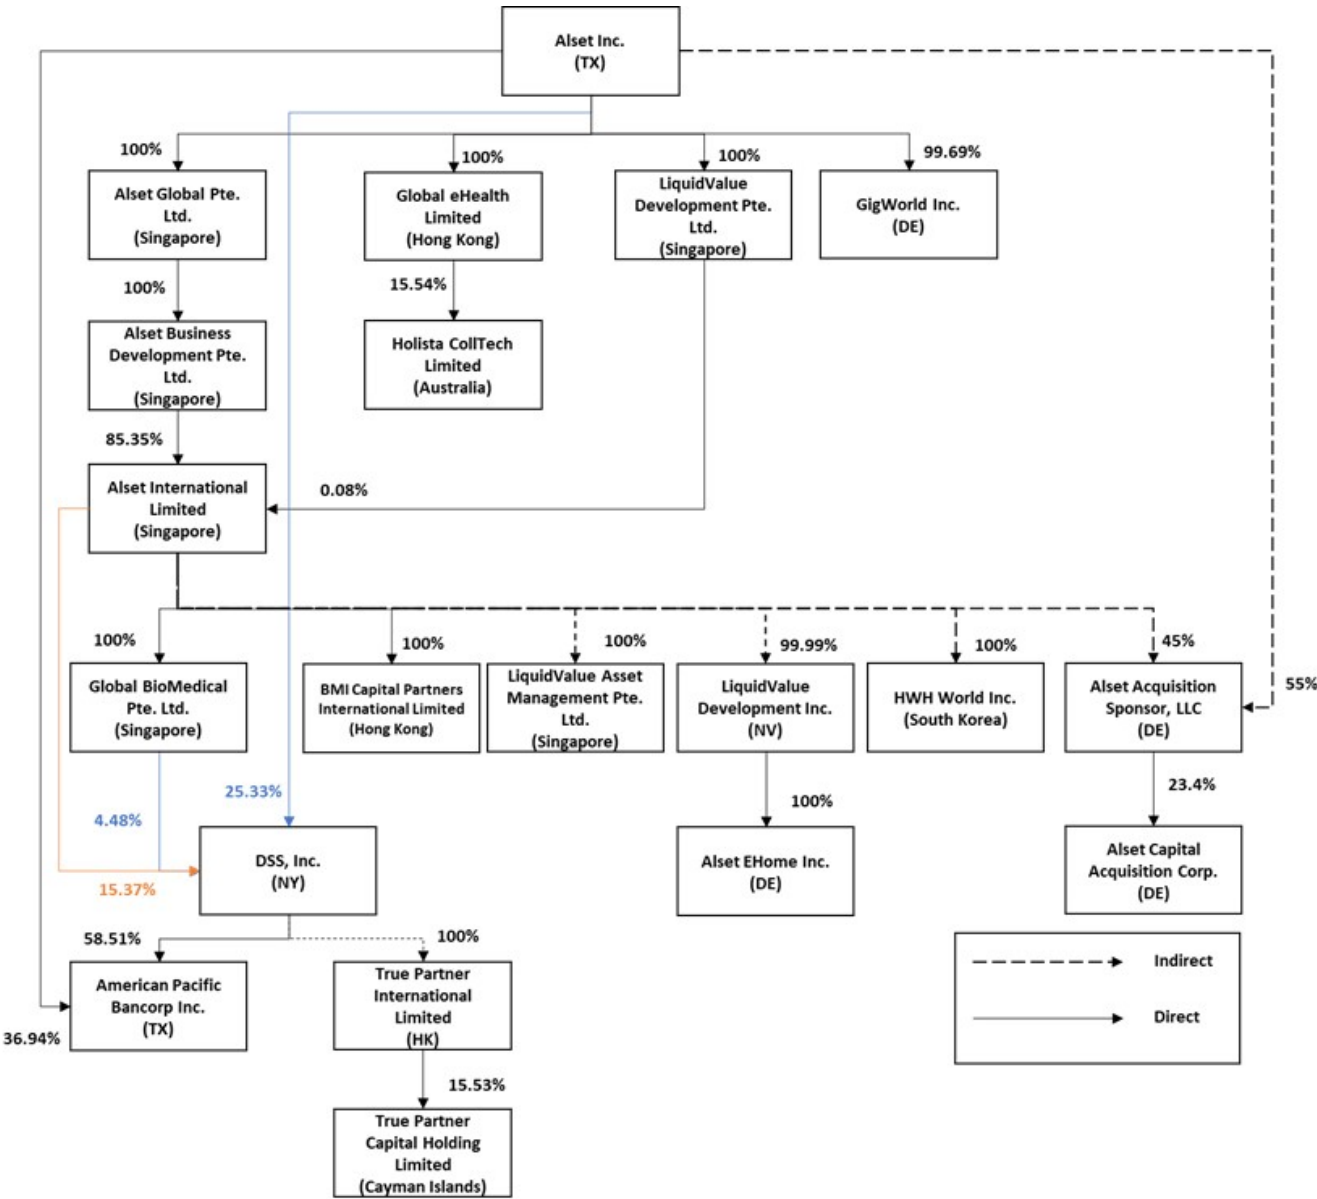 Alset Inc.
(TX)
100%
100%
100%
99.69%
Alset Global Pte.
Ltd.
(Singapore)
Global eHealth
Limited
(Hong Kong)
LiquidValue
Development Pte.
Ltd.
(Singapore)
GigWorld Inc.
(DE)
100%
15.54%
Alset Business
Development Pte.
Ltd.
(Singapore)
Holista CollTech
Limited
(Australia)
85.35%
Alset International
Limited
(Singapore)
0.08%
100%
100%
100%
99.99%
100%
45%
55%
Global BioMedical
Pte. Ltd.
(Singapore)
BMI Capital Partners
International Limited
(Hong Kong)
LiquidValue Asset
Management Pte.
Ltd.
(Singapore)
LiquidValue
Development Inc.
(NV)
HWH World Inc.
(South Korea)
Alset Acquisition
Sponsor, LLC
(DE)
4.48%
25.33%
100%
23.4%
15.37%
DSS, Inc.
(NY)
Alset EHome Inc.
(DE)
Alset Capital
Acquisition Corp.
(DE)
58.51%
100%
36.94%
American Pacific
Bancorp Inc.
(TX)
True Partner
International
Limited
(HK)
Indirect
Direct
15.53%
True Partner
Capital Holding
Limited
(Cayman Islands)